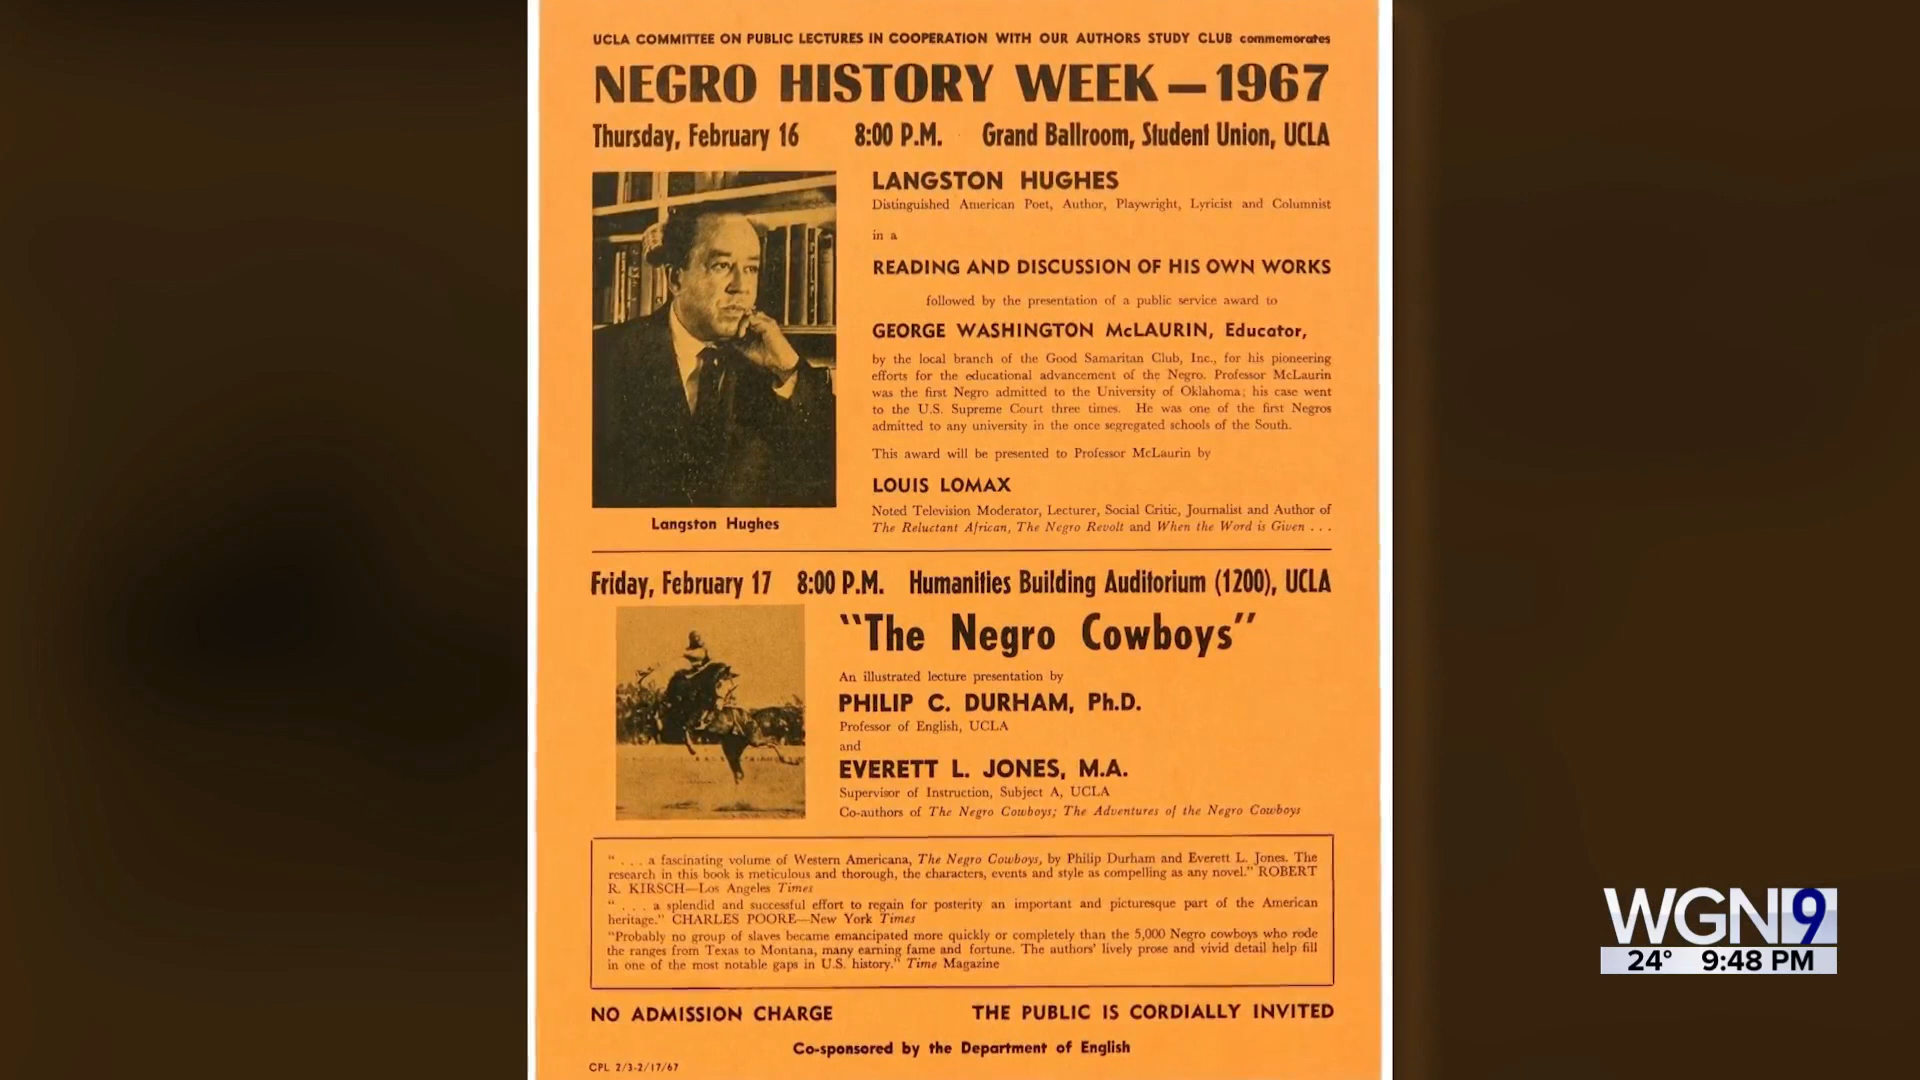 UCLA COMMITTEE ON PUBLIC LECTURES IN COOPERATION WITH OUR AUTHORS STUDY CLUB commemorates
NEGRO HISTORY WEEK — 1967
Thursday, February 16 8:00 P.M. Grand Ballroom, Student Union, UCLA
LANGSTON HUGHES
Distinguished American Poet, Author, Playwright, Lyricist and Columnist
in a
READING AND DISCUSSION OF HIS OWN WORKS
followed by the presentation of a public service award to
GEORGE WASHINGTON McLAURIN, Educator,
by the local branch of the Good Samaritan Club, Inc., for his pioneering
efforts for the educational advancement of the Negro. Professor McLaurin
was the first Negro admitted to the University of Oklahoma; his case went
to the U.S. Supreme Court three times. He was one of the first Negros
admitted to any university in the once segregated schools of the South.
This award will be presented to Professor McLaurin by
LOUIS LOMAX
Noted Television Moderator, Lecturer, Social Critic, Journalist and Author of
The Reluctant African, The Negro Revolt and When the Word is Given . . .
Langston Hughes
Friday, February 17 8:00 P.M. Humanities Building Auditorium (1200), UCLA
"The Negro Cowboys"
An illustrated lecture presentation by
PHILIP C. DURHAM, Ph.D.
Professor of English, UCLA
and
EVERETT L. JONES, M.A.
Supervisor of Instruction, Subject A, UCLA
Co-authors of The Negro Cowboys; The Adventures of the Negro Cowboys
" . . . a fascinating volume of Western Americana, The Negro Cowboys, by Philip Durham and Everett L. Jones. The
research in this book is meticulous and thorough, the characters, events and style as compelling as any novel." ROBERT
R. KIRSCH—Los Angeles Times
" . . . a splendid and successful effort to regain for posterity an important and picturesque part of the American
heritage." CHARLES POORE—New York Times
"Probably no group of slaves became emancipated more quickly or completely than the 5,000 Negro cowboys who rode
the ranges from Texas to Montana, many earning fame and fortune. The authors' lively prose and vivid detail help fill
in one of the most notable gaps in U.S. history." Time Magazine
NO ADMISSION CHARGE THE PUBLIC IS CORDIALLY INVITED
Co-sponsored by the Department of English
CPL 2/3-2/17/67
WGN9
24° 9:48 PM